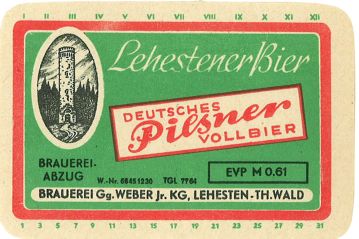 I II III IV V VI VII VIII IX X XI XII
Lehestener Bier
DEUTSCHES
Pilsner
VOLLBIER
BRAUEREI-
ABZUG
W.-Nr. 68451230 TGL 7764
EVP M 0.61
BRAUEREI Gg. WEBER Jr. KG, LEHESTEN-TH.WALD
1 3 5 7 9 11 13 15 17 19 21 23 25 27 29 31